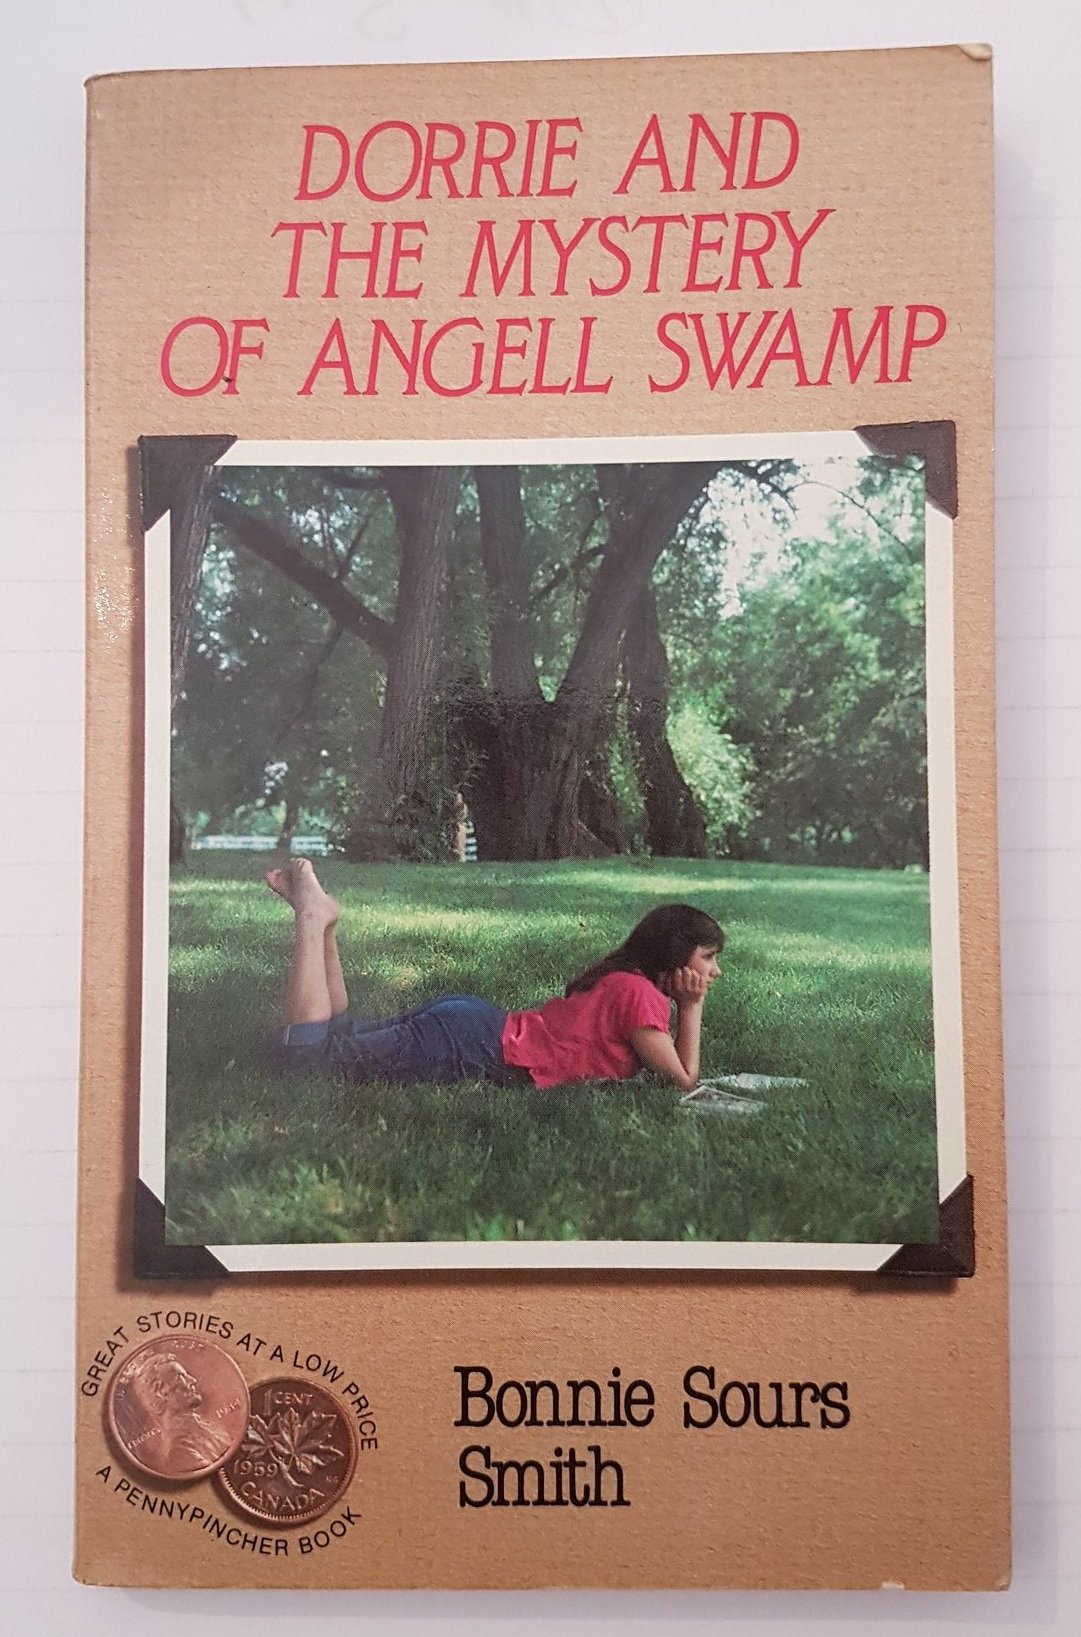 DORRIE AND
THE MYSTERY
OF ANGELL SWAMP
GREAT STORIES AT A LOW PRICE
1 CENT
1959
CANADA
A PENNYPINCHER BOOK
Bonnie Sours
Smith